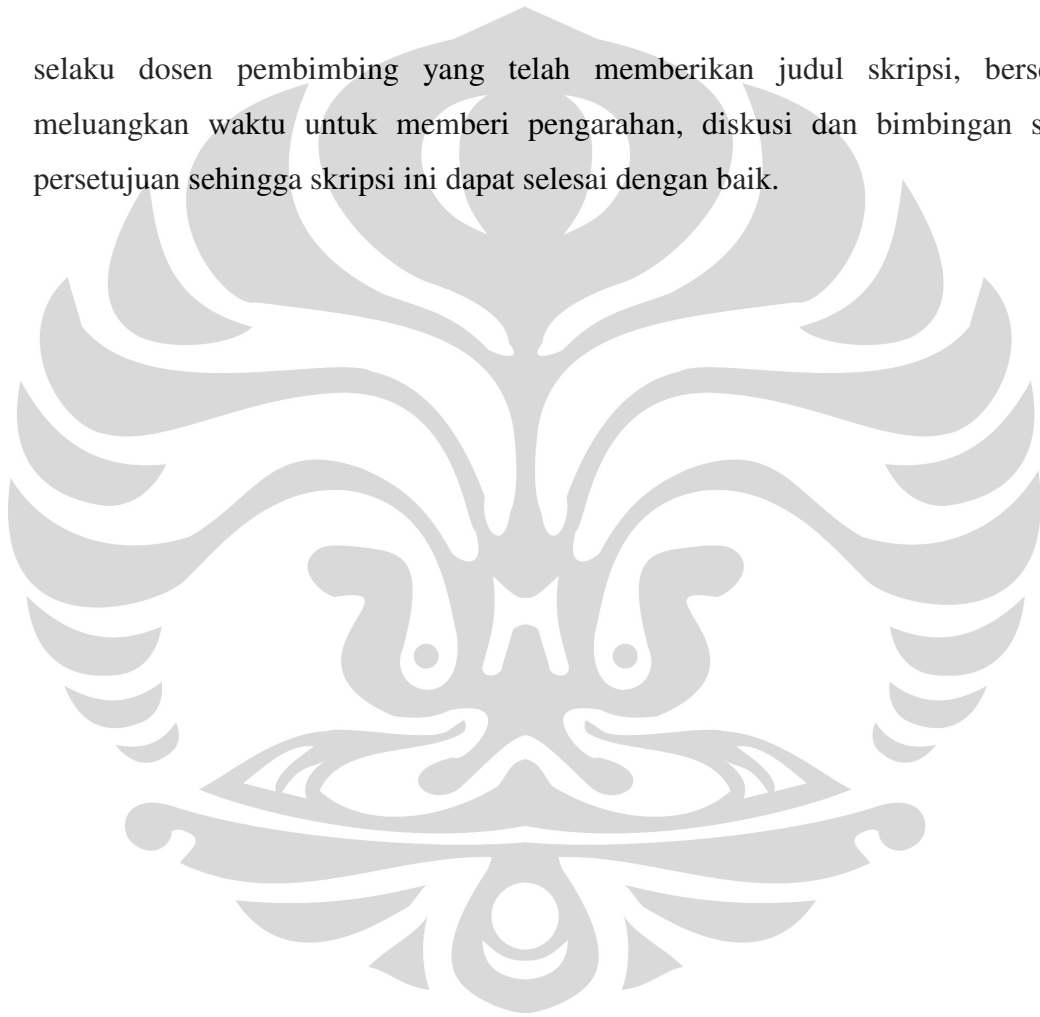 selaku dosen pembimbing yang telah memberikan judul skripsi,
meluangkan waktu untuk memberi pengarahan, diskusi dan bimbingan
persetujuan sehingga skripsi ini dapat selesai dengan baik.